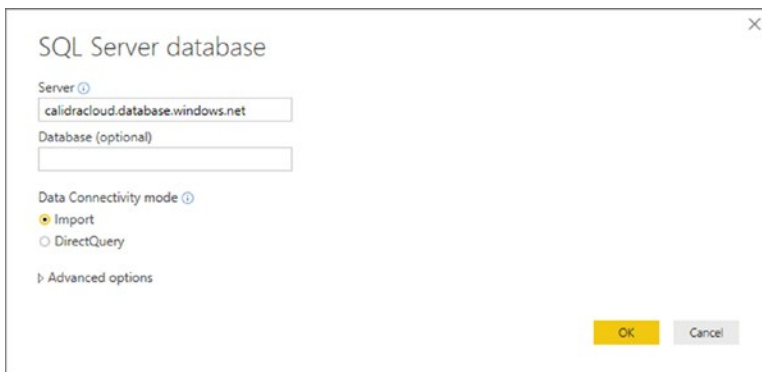 SQL Server database
Server
calidracloud.database.windows.net
Database (optional)
Data Connectivity mode
Import
DirectQuery
Advanced options
OK Cancel